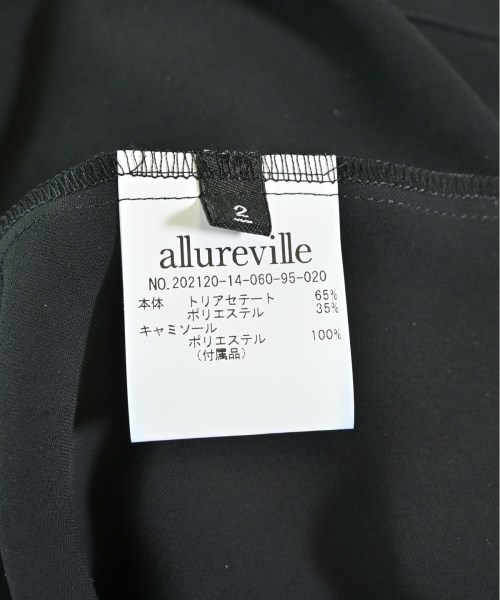 2
allureville
NO.202120-14-060-95-020
本体 トリアセテート 65%
ポリエステル 35%
キャミソール
ポリエステル 100%
(付属品)